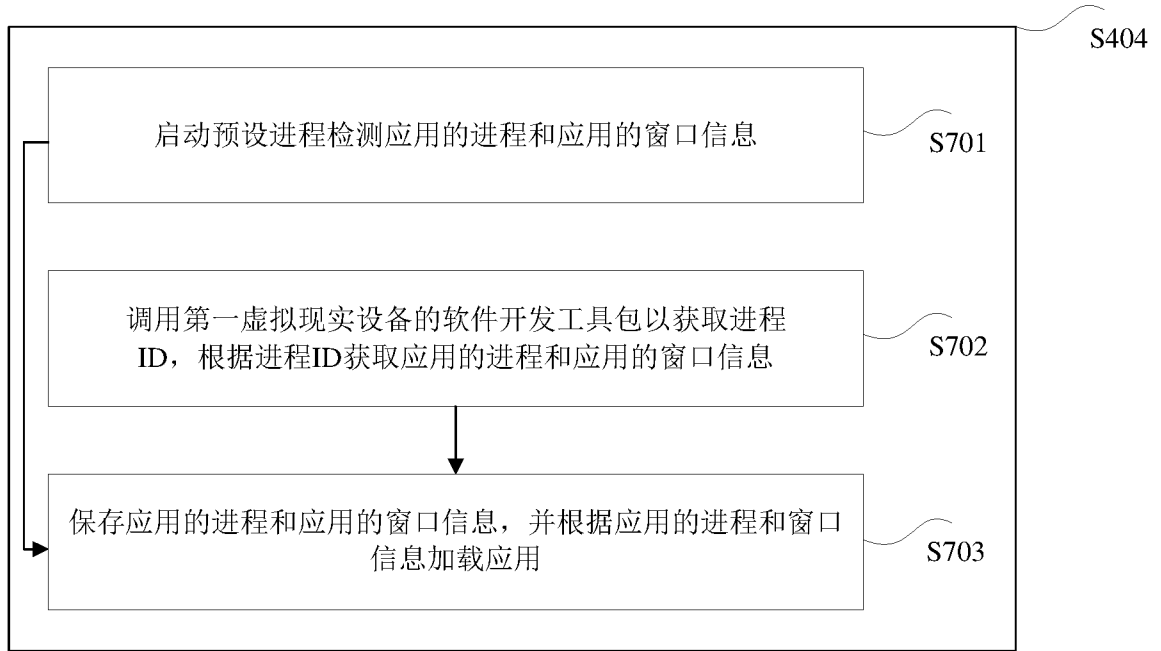 S404
启动预设进程检测应用的进程和应用的窗口信息
S701
调用第一虚拟现实设备的软件开发工具包以获取进程
ID，根据进程ID获取应用的进程和应用的窗口信息
S702
保存应用的进程和应用的窗口信息，并根据应用的进程和窗口
信息加载应用
S703